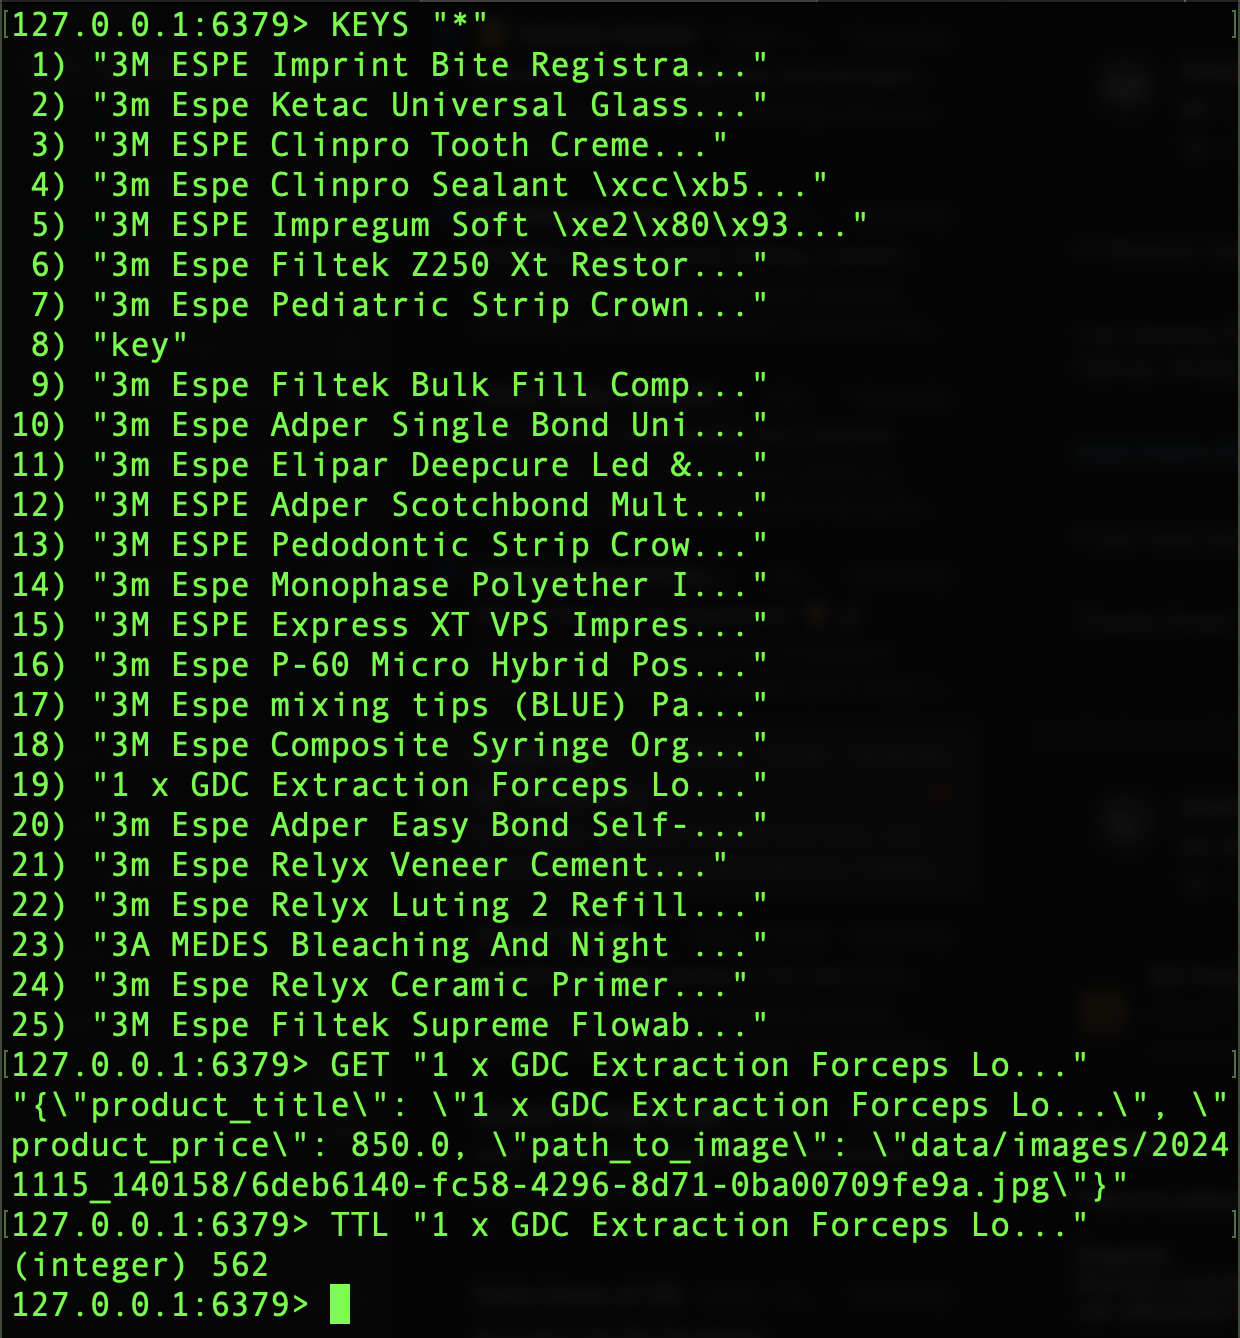 [127.0.0.1:6379> KEYS "*" ]
1) "3M ESPE Imprint Bite Registra..."
2) "3m Espe Ketac Universal Glass..."
3) "3M ESPE Clinpro Tooth Creme..."
4) "3m Espe Clinpro Sealant \xcc\xb5..."
5) "3M ESPE Impregum Soft \xe2\x80\x93..."
6) "3m Espe Filtek Z250 Xt Restor..."
7) "3m Espe Pediatric Strip Crown..."
8) "key"
9) "3m Espe Filtek Bulk Fill Comp..."
10) "3m Espe Adper Single Bond Uni..."
11) "3m Espe Elipar Deepcure Led &..."
12) "3M ESPE Adper Scotchbond Mult..."
13) "3M ESPE Pedodontic Strip Crow..."
14) "3m Espe Monophase Polyether I..."
15) "3M ESPE Express XT VPS Impres..."
16) "3m Espe P-60 Micro Hybrid Pos..."
17) "3M Espe mixing tips (BLUE) Pa..."
18) "3M Espe Composite Syringe Org..."
19) "1 x GDC Extraction Forceps Lo..."
20) "3m Espe Adper Easy Bond Self-..."
21) "3m Espe Relyx Veneer Cement..."
22) "3m Espe Relyx Luting 2 Refill..."
23) "3A MEDES Bleaching And Night ..."
24) "3m Espe Relyx Ceramic Primer..."
25) "3M Espe Filtek Supreme Flowab..."
[127.0.0.1:6379> GET "1 x GDC Extraction Forceps Lo..." ]
"{\"product_title\": \"1 x GDC Extraction Forceps Lo...\", \"
product_price\": 850.0, \"path_to_image\": \"data/images/2024
1115_140158/6deb6140-fc58-4296-8d71-0ba00709fe9a.jpg\"}"
[127.0.0.1:6379> TTL "1 x GDC Extraction Forceps Lo..." ]
(integer) 562
127.0.0.1:6379>